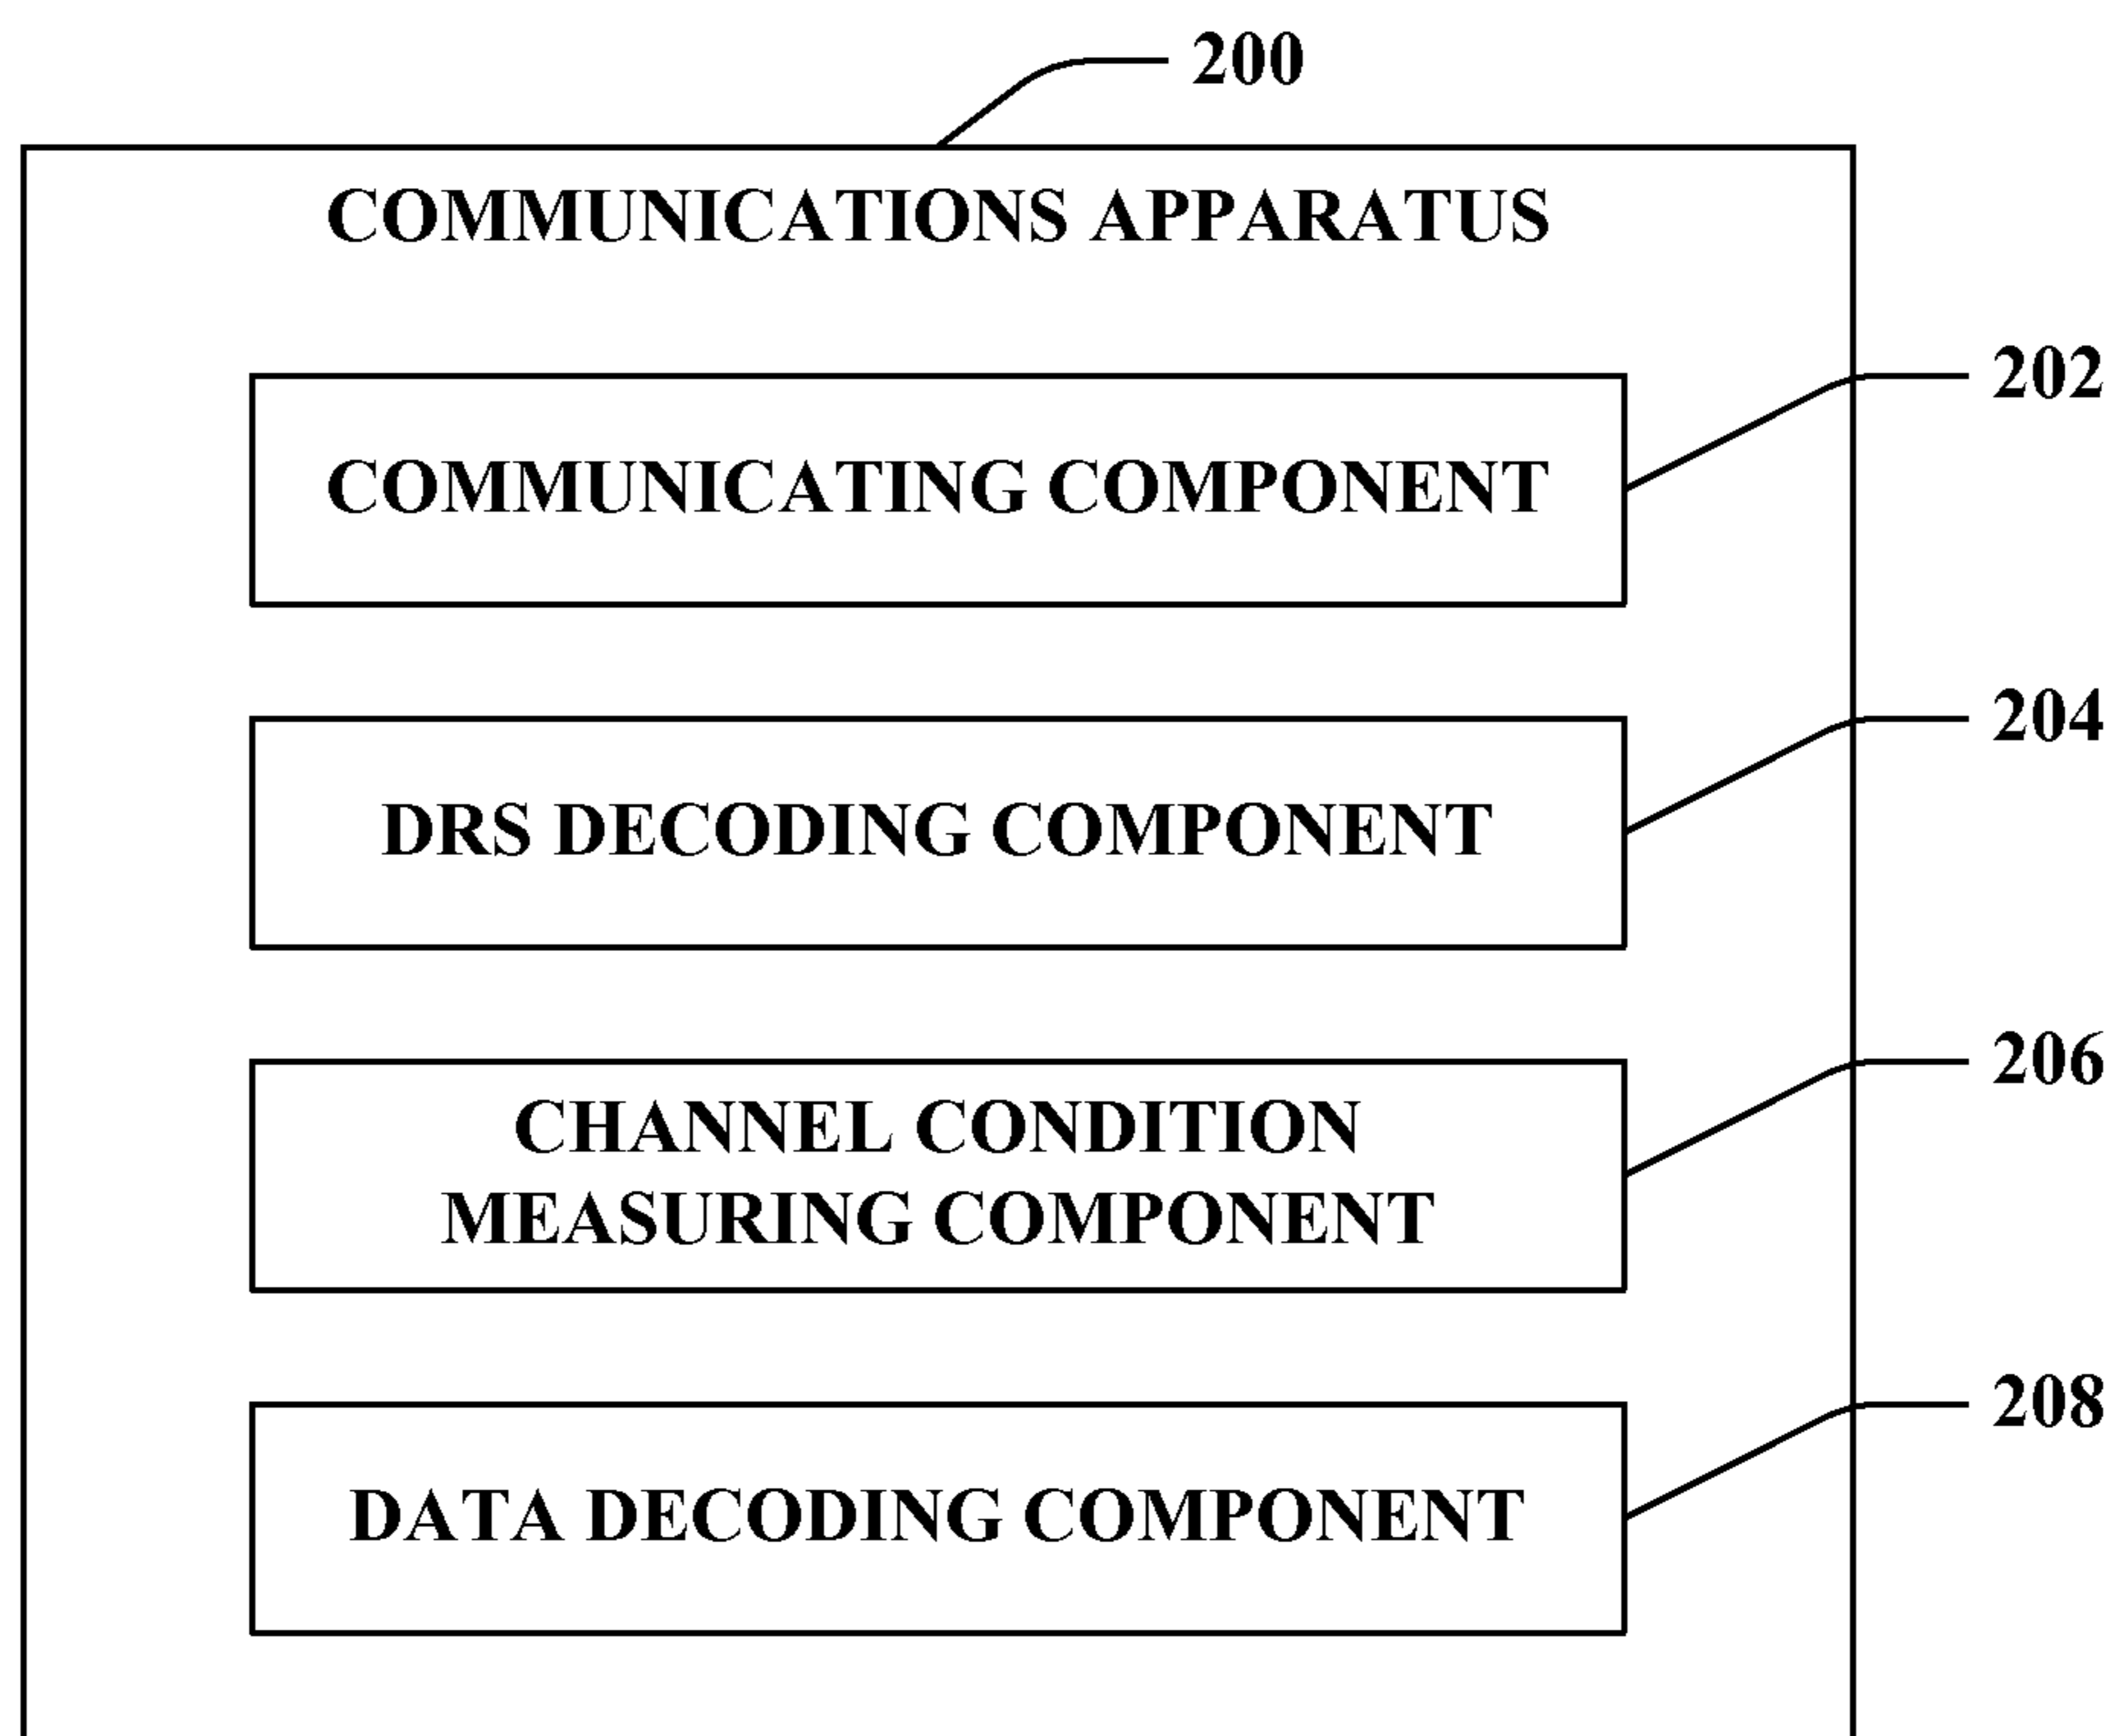 200
COMMUNICATIONS APPARATUS
202
COMMUNICATING COMPONENT
204
DRS DECODING COMPONENT
206
CHANNEL CONDITION
MEASURING COMPONENT
208
DATA DECODING COMPONENT